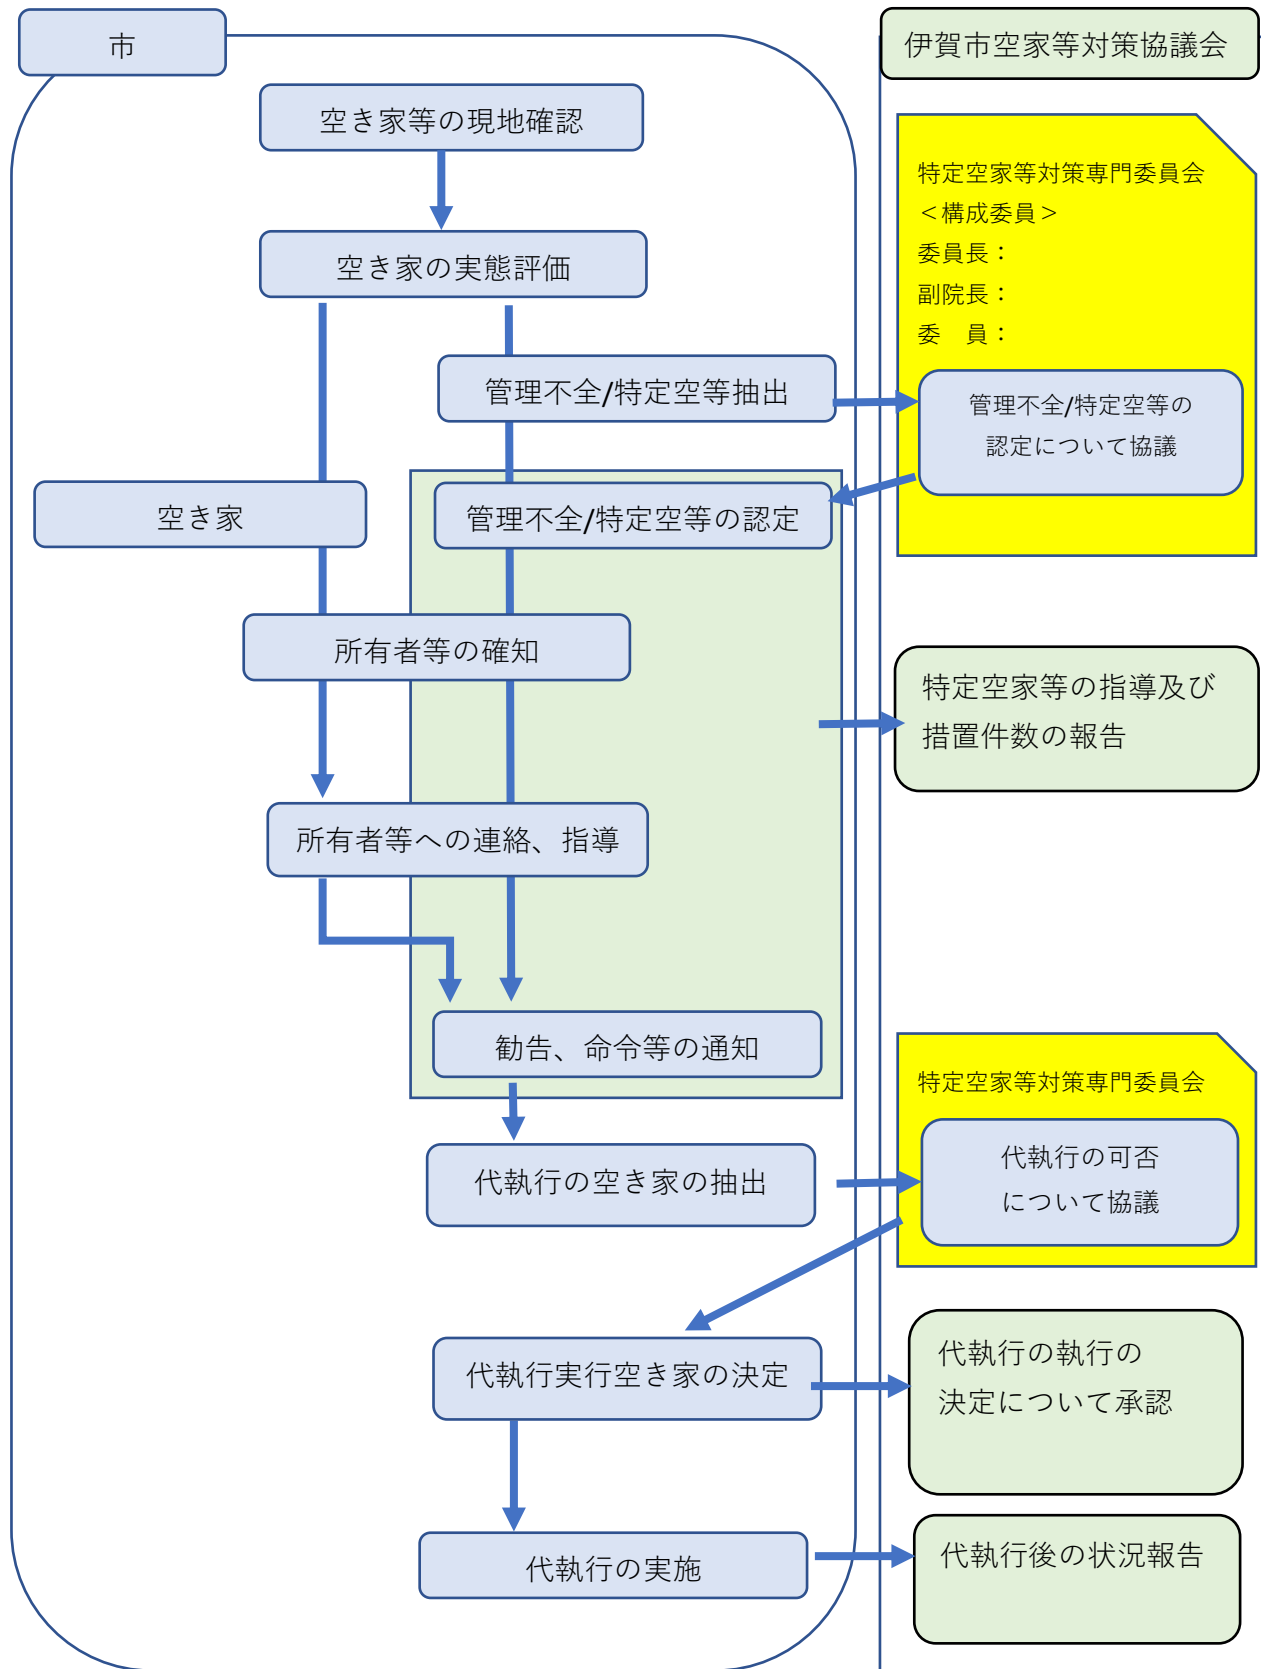 市
伊賀市空家等対策協議会
空き家等の現地確認
特定空家等対策専門委員会
＜構成委員＞
委員長：
副院長：
委　員：
空き家の実態評価
管理不全/特定空等抽出
管理不全/特定空等の
認定について協議
空き家
管理不全/特定空等の認定
所有者等の確知
特定空家等の指導及び
措置件数の報告
所有者等への連絡、指導
勧告、命令等の通知
特定空家等対策専門委員会
代執行の空き家の抽出
代執行の可否
について協議
代執行実行空き家の決定
代執行の執行の
決定について承認
代執行の実施
代執行後の状況報告